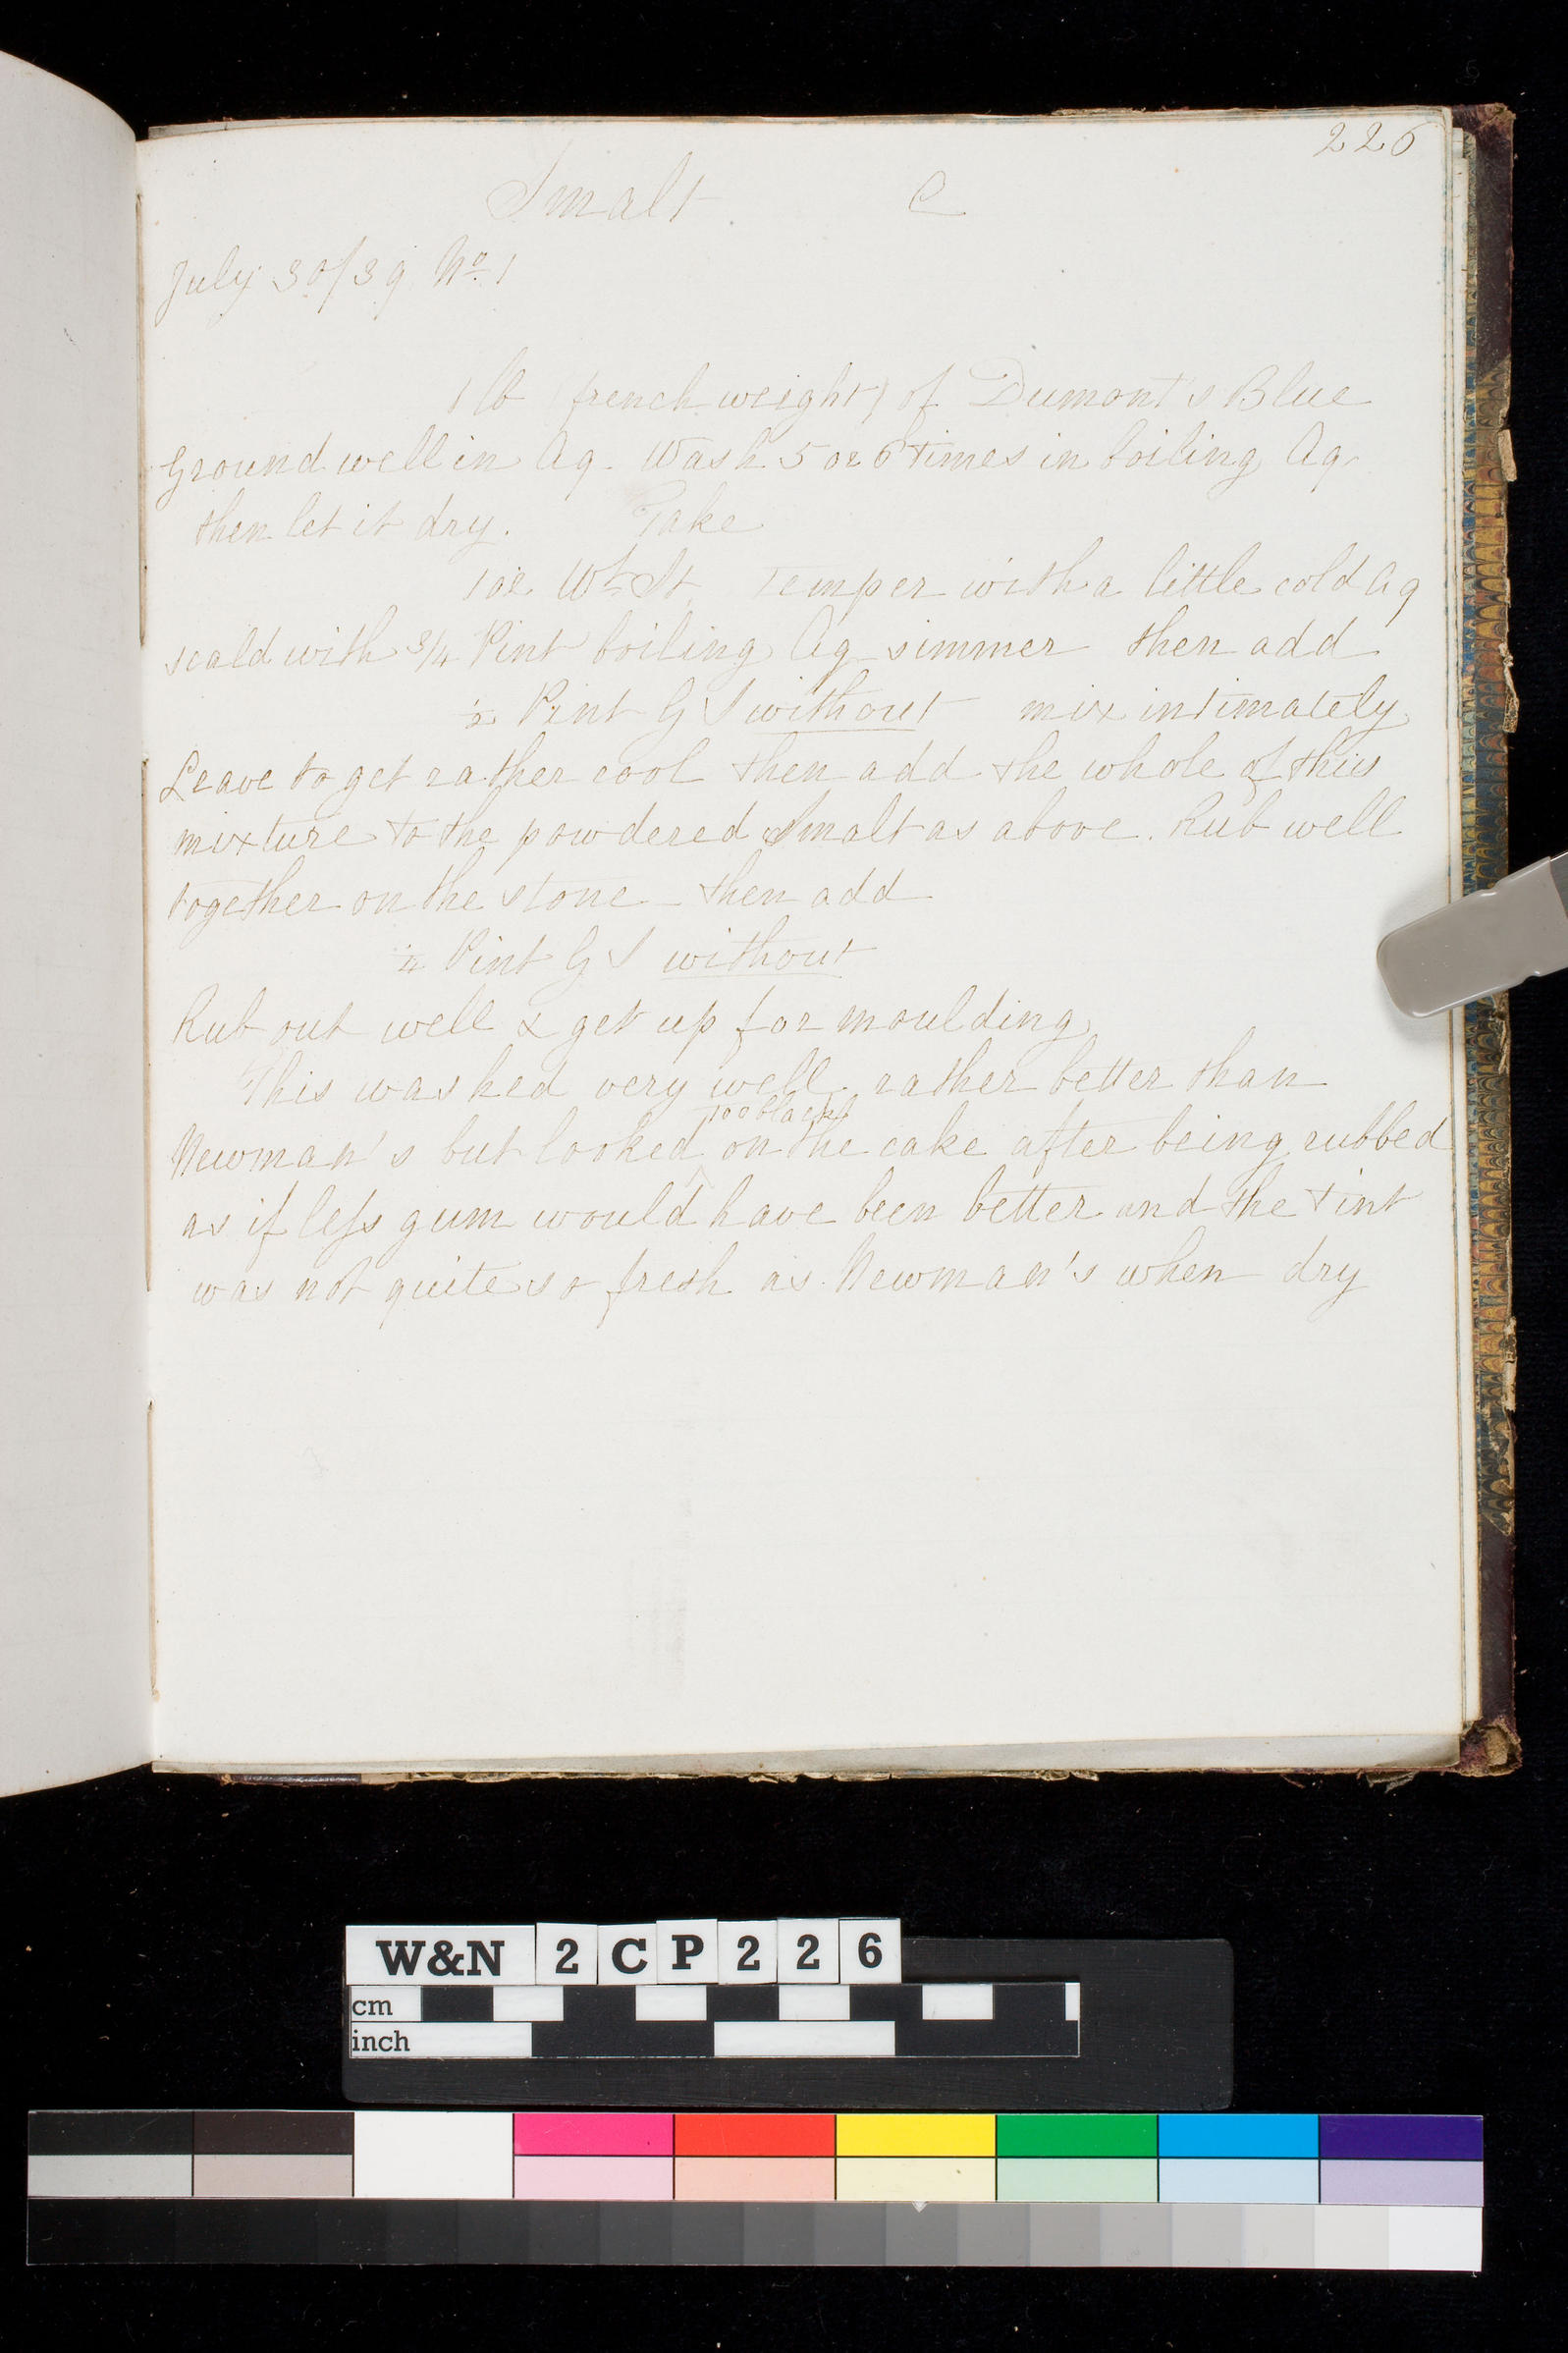 226
Smalt C
July 30/39 No. 1
1 lb (french weight) of Dumont's Blue
Ground well in Aq. Wash 5 or 6 times in boiling Aq.
then let it dry. Take
1 oz Wt St. Temper with a little cold Aq
scald with 3/4 Pint boiling Aq simmer then add
1/2 Pint G S without mix intimately
Leave to get rather cool then add the whole of this
mixture to the powdered Smalt as above. Rub well
together on the stone - then add
1/4 Pint G S without
Rub out well & get up for moulding
This washed very well, rather better than
too black
Newman's but looked ^ on the cake after being rubbed
as if less gum would have been better and the tint
was not quite so fresh as Newman's when dry
W&N 2CP226
cm
inch